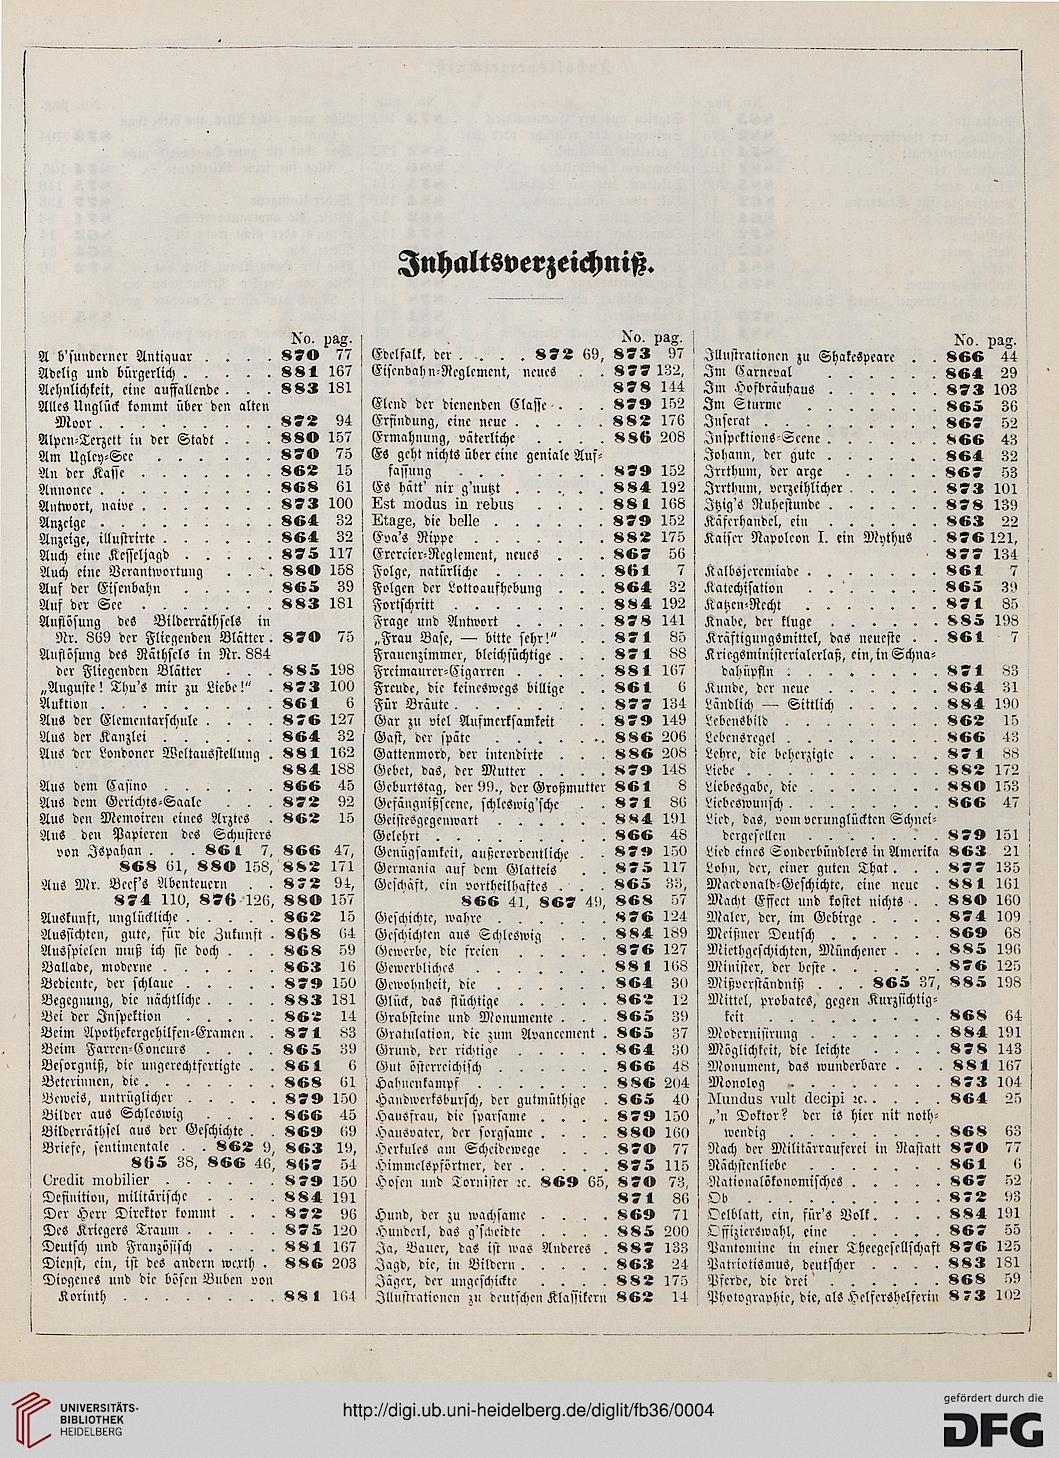 Inhaltsverzeichniß.
No. pag.
A b'sunderner Antiquar . . . . 870 77
Adelig und bürgerlich . . . . . 881 167
Aehnlichkeit, eine auffallende . . . 883 181
Alles Unglück kommt über den alten
Moor . . . . . . . . . 872 94
Alpen-Terzett in der Stadt . . . 880 157
Am Ugley-See . . . . . . 870 75
An der Kasse . . . . . . . 862 15
Annonce . . . . . . . . . 868 61
Antwort, naive . . . . . . . 873 100
Anzeige . . . . . . . . . 864 32
Anzeige, illustrirte . . . . . . 864 32
Auch eine Kesseljagd . . . . . 875 117
Auch eine Verantwortung . . . 880 158
Auf der Eisenbahn . . . . . . 865 39
Auf der See . . . . . . . 883 181
Auflösung des Bilderräthsels in
Nr. 869 der Fliegenden Blätter . 870 75
Auflösung des Räthsels in Nr. 884
der Fliegenden Blätter . . . 885 198
„Auguste! Thu's mir zu Liebe!" . 873 100
Auktion . . . . . . . . . 861 6
Aus der Elementarschule . . . . 876 127
Aus der Kanzlei . . . . . . 864 32
Aus der Londoner Weltausstellung . 881 162
884 188
Aus dem Casino . . . . . . 866 45
Aus dem Gerichts-Saale . . . 872 92
Aus den Memoiren eines Arztes . 862 15
Aus den Papieren des Schusters
von Ispahan . . . 861 7, 866 47,
868 61, 880 158, 882 171
Aus Mr. Beef's Abenteuern . . 872 94,
874 110, 876 126, 880 157
Auskunft, unglückliche . . . . . 862 15
Aussichten, gute, für die Zukunft . 868 64
Ausspielen muß ich sie doch . . . 868 59
Ballade, moderne . . . . . . 863 16
Bediente, der schlaue . . . . . 879 150
Begegnung, die nächtliche . . . . 883 181
Bei der Inspektion . . . . . 862 14
Beim Apothekergehilfen-Examen . . 871 83
Beim Farren-Concurs . . . . 865 39
Besorgniß, die ungerechtfertigte . . 861 6
Beterinnen, die . . . . . . . 868 61
Beweis, untrüglicher . . . . . 879 150
Bilder aus Schleswig . . . . 866 45
Bilderräthsel aus der Geschichte . . 869 69
Briefe, sentimentale . . 862 9, 863 19,
865 38, 866 46, 867 54
Credit mobilier . . . . . . 879 150
Definition, militärische . . . . 884 191
Der Herr Direktor kommt . . . 872 96
Des Kriegers Traum . . . . . 875 120
Deutsch und Französisch . . . . 881 167
Dienst, ein, ist des andern werth . 886 203
Diogenes und die bösen Buben von
Korinth . . . . . . . . 881 164
No. pag.
Edelfalk, der . . . . 872 69, 873 97
Eisenbahn-Reglement, neues . . 877 132,
878 144
Elend der dienenden Classe . . . 879 152
Erfindung, eine neue . . . . . 882 176
Ermahnung, väterliche . . . . . 886 208
Es geht nichts über eine geniale Auf-
fassung . . . . . . . . 879 152
Es hätt' nir g'nutzt . . . . . 884 192
Est modus in rebus . . . . 881 168
Etage, die belle . . . . . . 879 152
Eva's Rippe . . . . . . . 882 175
Exercier-Reglement, neues . . . 867 56
Folge, natürliche . . . . . . 861 7
Folgen der Lottoaufhebung . . . 864 32
Fortschritt . . . . . . . . 884 192
Frage und Antwort . . . . . 878 141
„Frau Base, — bitte sehr!" . . 871 85
Frauenzimmer, bleichsüchtige . . . 871 88
Freimaurer-Cigarren . . . . . 881 167
Freude, die keineswegs billige . . 861 6
Für Bräute . . . . . . . . 877 134
Gar zu viel Aufmerksamkeit . . 879 149
Gast, der späte . . . . . . 886 206
Gattenmord, der intendirte . . . 886 208
Gebet, das, der Mutter . . . . 879 148
Geburtstag, der 99., der Großmutter 861 8
Gefängnißscene, schleswig'sche . . 871 86
Geistesgegenwart . . . . . . 884 191
Gelehrt . . . . . . . . . 866 48
Genügsamkeit, außerordentliche . . 879 150
Germania auf dem Glatteis . . 875 117
Geschäft, ein vortheilhaftes . . . 865 33,
866 41, 867 49, 868 57
Geschichte, wahre . . . . . . 876 124
Geschichten aus Schleswig . . . 884 189
Gewerbe, die freien . . . . . 876 127
Gewerbliches . . . . . . . 881 168
Gewohnheit, die . . . . . . 864 30
Glück, das flüchtige . . . . . 862 12
Grabsteine und Monumente . . . 865 39
Gratulation, die zum Avancement . 865 37
Grund, der richtige . . . . . 864 30
Gut österreichisch . . . . . . 866 48
Hahnenkampf . . . . . . . 886 204
Handwerksbursch, der gutmüthige . 865 40
Hausfrau, die sparsame . . . . 879 150
Hausvater, der sorgsame . . . . 880 160
Herkules am Scheidewege . . . 870 77
Himmelspförtner, der . . . . . 875 115
Hosen und Tornister ꝛc. 869 65, 870 73,
871 86
Hund, der zu wachsame . . . . 869 71
Hunderl, das g'scheidte . . . . 885 200
Ja, Bauer, das ist was Anderes . 887 133
Jagd, die, in Bildern . . . . . 863 24
Jäger, der ungeschickte . . . . 882 175
Illustrationen zu deutschen Klassikern 862 14
No. pag.
Illustrationen zu Shakespeare . . 866 44
Im Carneval . . . . . . . 864 29
Im Hofbräuhaus . . . . . . 873 103
Im Sturme . . . . . . . 865 36
Inserat . . . . . . . . . 867 52
Inspektions-Scene . . . . . . 866 43
Johann, der gute . . . . . . 864 32
Irrthum, der arge . . . . . . 867 53
Irrthum, verzeihlicher . . . . . 873 101
Itzig's Ruhestunde . . . . . . 878 139
Käferhandel, ein . . . . . . 863 22
Kaiser Napoleon I. ein Mythus . 876 121,
877 134
Kalbsjeremiade . . . . . . . 861 7
Katechisation . . . . . . . 865 39
Katzen-Recht . . . . . . . 871 85
Knabe, der kluge . . . . . . 885 198
Kräftigungsmittel, das neueste . . 861 7
Kriegsministerialerlaß, ein, in Schna-
dahüpfln . . . . . . . . 871 83
Kunde, der neue . . . . . . 864 31
Ländlich — Sittlich . . . . . 884 190
Lebensbild . . . . . . . . 862 15
Lebensregel . . . . . . . . 866 43
Lehre, die beherzigte . . . . . 871 88
Liebe . . . . . . . . . . 882 172
Liebesgabe, die . . . . . . . 880 153
Liebeswunsch . . . . . . . . 866 47
Lied, das, vom verunglückten Schnei-
dergesellen . . . . . . . 879 151
Lied eines Sonderbündlers in Amerika 863 21
Lohn, der, einer guten That . . . 877 135
Macdonald-Geschichte, eine neue . 881 161
Macht Effect und kostet nichts . . 880 160
Maler, der, im Gebirge . . . . 874 109
Meißner Deutsch . . . . . . 869 68
Miethgeschichten, Münchener . . . 885 196
Minister, der beste . . . . . . 876 125
Mißverständniß . . . 865 37, 885 198
Mittel, probates, gegen Kurzsichtig-
keit . . . . . . . . . 868 64
Modernisirung . . . . . . . 884 191
Möglichkeit, die leichte . . . . 878 143
Monument, das wunderbare . . . 881 167
Monolog . . . . . . . . . 873 104
Mundus vult decipi ꝛc. . . . . 864 25
„'n Doktor? der is hier nit noth-
wendig . . . . . . . . 868 63
Nach der Militärrauferei in Rastatt 870 77
Nächstenliebe . . . . . . . 861 6
Nationalökonomisches . . . . . 867 52
Ob . . . . . . . . . . . 872 93
Oelblatt, ein, für's Volk . . . . 884 191
Offizierswahl, eine . . . . . 867 55
Pantomine in einer Theegesellschaft 876 125
Patriotismus, deutscher . . . . 883 181
Pferde, die drei . . . . . . . 868 59
Photographie, die, als Helfershelferin 873 102
UNIVERSITÄTS-
BIBLIOTHEK
HEIDELBERG
http://digi.ub.uni-heidelberg.de/diglit/fb36/0004
gefördert durch die
DFG